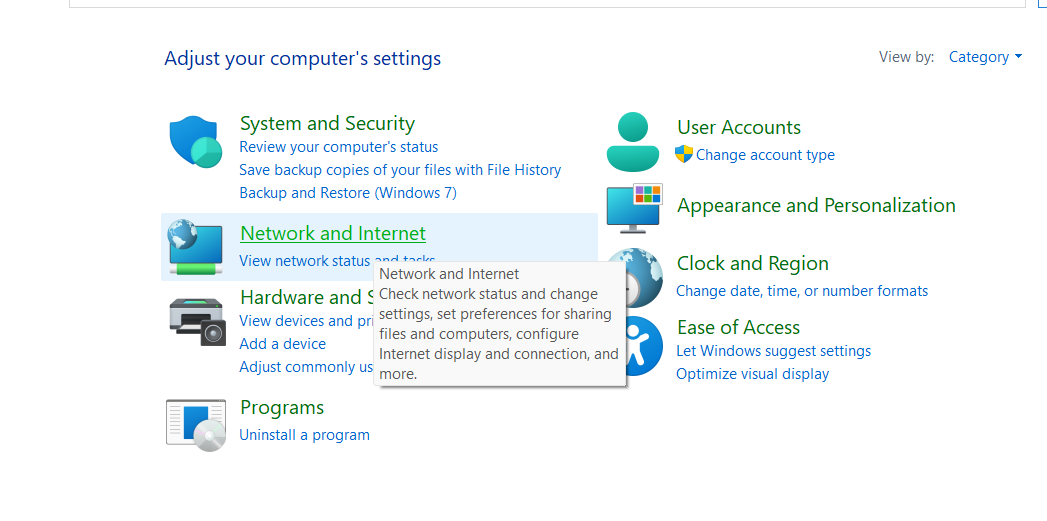 Adjust your computer's settings
View by: Category
System and Security
Review your computer's status
Save backup copies of your files with File History
Backup and Restore (Windows 7)
Network and Internet
View network status and tasks
Hardware and
View devices and
Add a device
Adjust commonly
Programs
Uninstall a program
User Accounts
Change account type
Appearance and Personalization
Clock and Region
Change date, time, or number formats
Ease of Access
Let Windows suggest settings
Optimize visual display
Network and Internet
Check network status and change
settings, set preferences for sharing
files and computers, configure
Internet display and connection, and
more.